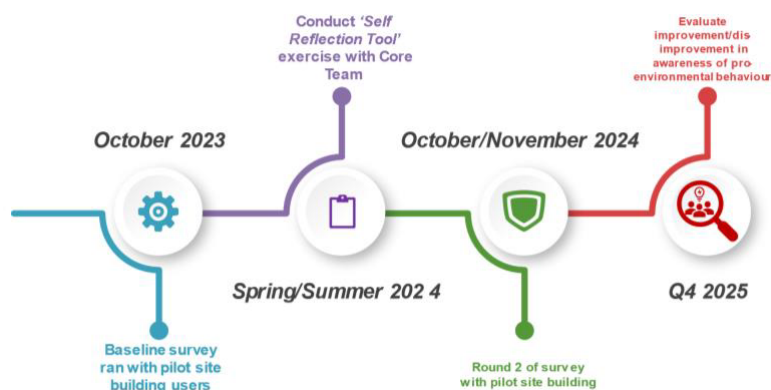 Conduct ‘Self
Reflection Tool’
exercise with Core
Team
Evaluate
improvement/dis-
improvement in
awareness of pro-
environmental behaviour
October 2023
October/November 2024
Spring/Summer 202 4
Q4 2025
Baseline survey
ran with pilot site
building users
Round 2 of survey
with pilot site building